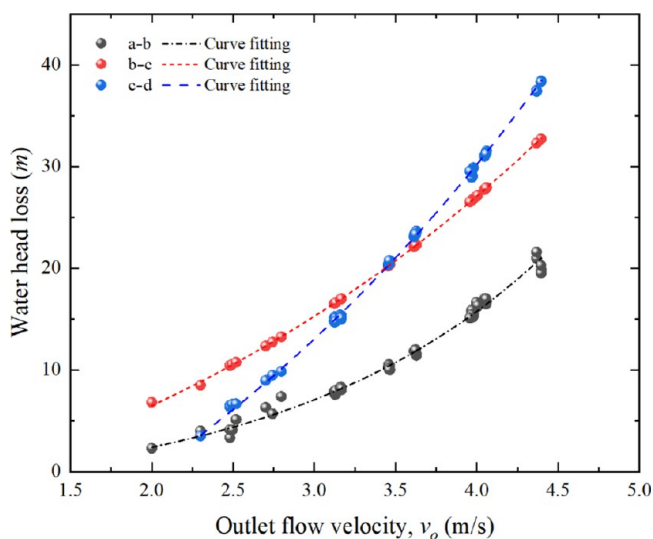 a-b Curve fitting
b-c Curve fitting
c-d Curve fitting
40
30
20
10
0
Water head loss (m)
1.5 2.0 2.5 3.0 3.5 4.0 4.5 5.0
Outlet flow velocity, vₒ (m/s)